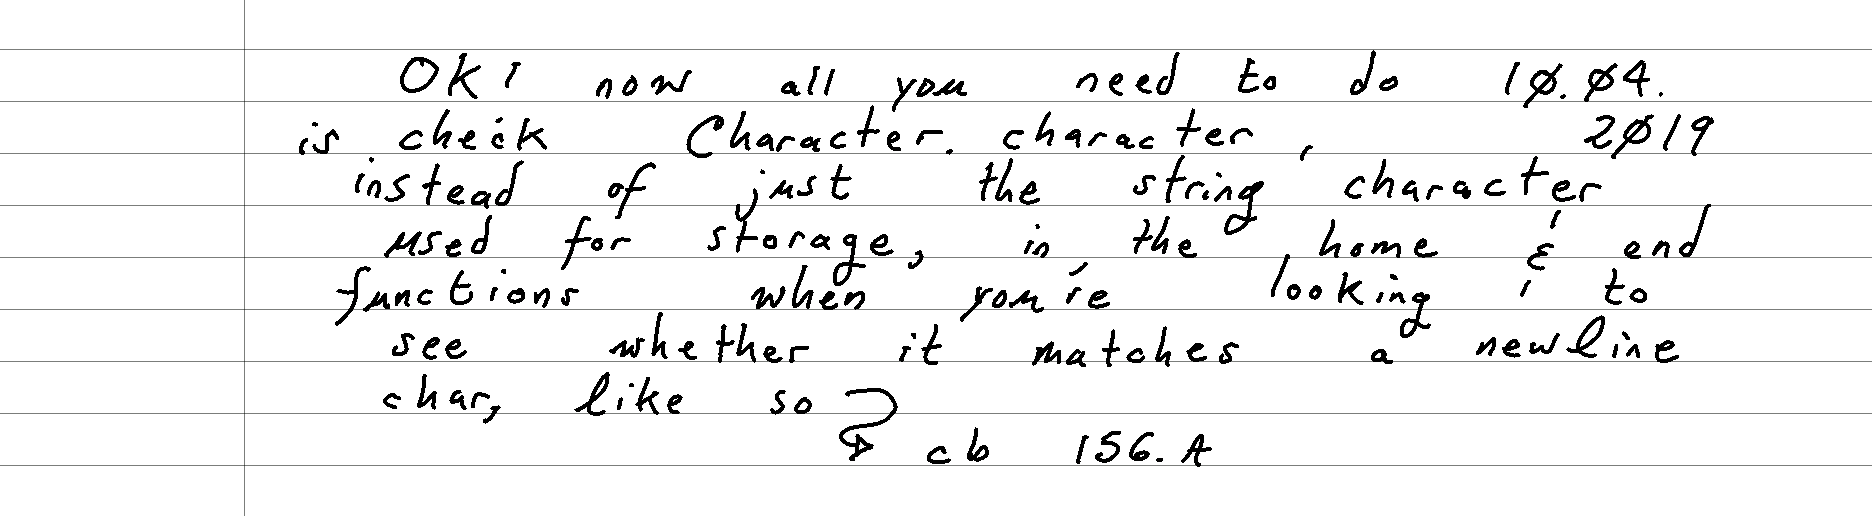 OK! now all you need to do 10.04.
is check Character.character, 2019
instead of just the string character
used for storage, in the home & end
functions when you're looking to
see whether it matches a newline
char, like so
cb 156.A